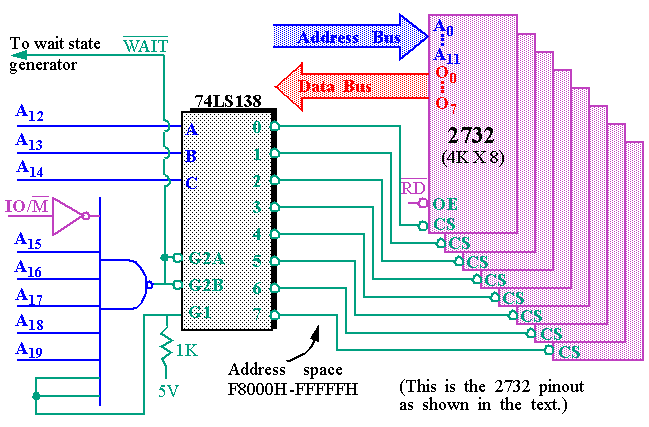 To wait state
generator
WAIT
Address Bus
Data Bus
A0
A11
O0
O7
2732
(4K X 8)
RD
OE
CS
CS
CS
CS
CS
CS
CS
CS
74LS138
A12
A13
A14
A
B
C
0
1
2
3
4
5
6
7
IO/M
A15
A16
A17
A18
A19
G2A
G2B
G1
1K
5V
Address space
F8000H-FFFFFH
(This is the 2732 pinout
as shown in the text.)